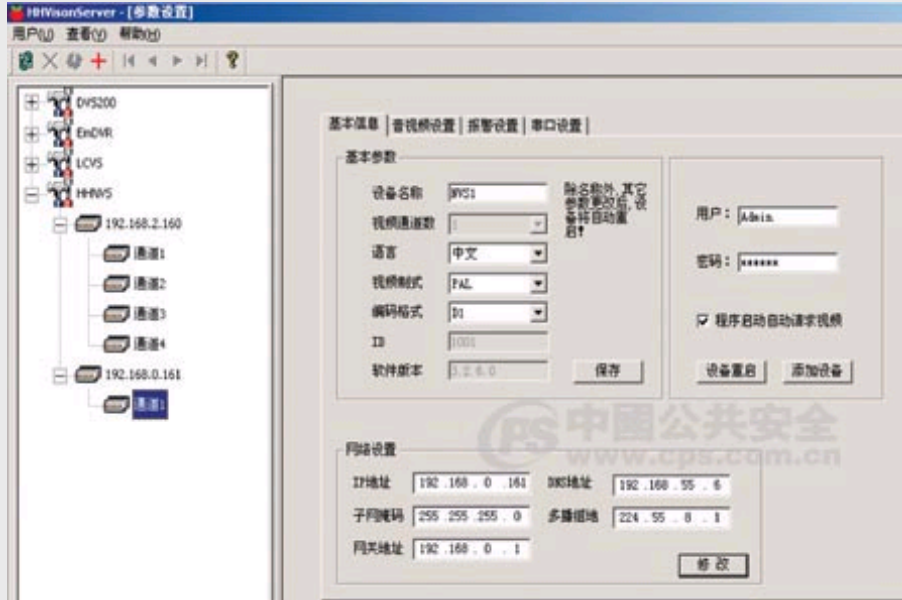 HHVisonServer - [参数设置]
用户(U) 查看(V) 帮助(H)
DVS200
EmDVR
LCVS
HHNVS
192.168.2.160
通道1
通道2
通道3
通道4
192.168.0.161
通道1
基本信息 音视频设置 报警设置 串口设置
基本参数
设备名称 NVS1
视频通道数 1
语言 中文
视频制式 PAL
编码格式 D1
ID 1001
软件版本 3.2.6.0
除名称外,其它
参数更改后,设
备将自动重
启!
保存
用户: Admin
密码: ******
程序启动自动请求视频
设备重启 添加设备
CPS 中國公共安全
www.cps.com.cn
网络设置
IP地址 192 .168 . 0 .161 DNS地址 192 .168 . 55 . 6
子网掩码 255 .255 .255 . 0 多播组地 224 . 55 . 8 . 1
网关地址 192 .168 . 0 . 1
修改